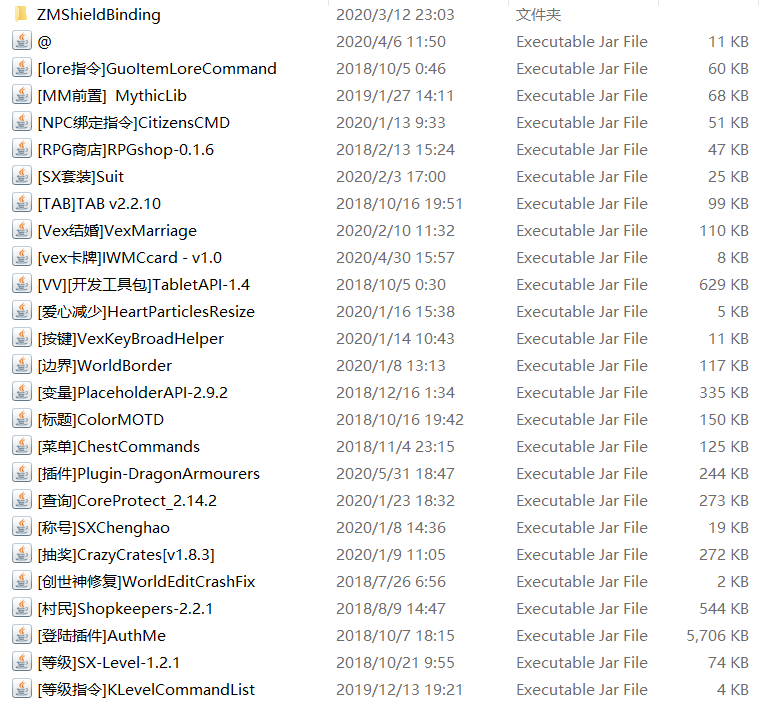 ZMShieldBinding 2020/3/12 23:03 文件夹
@ 2020/4/6 11:50 Executable Jar File 11 KB
[lore指令]GuoItemLoreCommand 2018/10/5 0:46 Executable Jar File 60 KB
[MM前置]  MythicLib 2019/1/27 14:11 Executable Jar File 68 KB
[NPC绑定指令]CitizensCMD 2020/1/13 9:33 Executable Jar File 51 KB
[RPG商店]RPGshop-0.1.6 2018/2/13 15:24 Executable Jar File 47 KB
[SX套装]Suit 2020/2/3 17:00 Executable Jar File 25 KB
[TAB]TAB v2.2.10 2018/10/16 19:51 Executable Jar File 99 KB
[Vex结婚]VexMarriage 2020/2/10 11:32 Executable Jar File 110 KB
[vex卡牌]IWMCcard - v1.0 2020/4/30 15:57 Executable Jar File 8 KB
[VV][开发工具包]TabletAPI-1.4 2018/10/5 0:30 Executable Jar File 629 KB
[爱心减少]HeartParticlesResize 2020/1/16 15:38 Executable Jar File 5 KB
[按键]VexKeyBroadHelper 2020/1/14 10:43 Executable Jar File 11 KB
[边界]WorldBorder 2020/1/8 13:13 Executable Jar File 117 KB
[变量]PlaceholderAPI-2.9.2 2018/12/16 1:34 Executable Jar File 335 KB
[标题]ColorMOTD 2018/10/16 19:42 Executable Jar File 150 KB
[菜单]ChestCommands 2018/11/4 23:15 Executable Jar File 125 KB
[插件]Plugin-DragonArmourers 2020/5/31 18:47 Executable Jar File 244 KB
[查询]CoreProtect_2.14.2 2020/1/23 18:32 Executable Jar File 273 KB
[称号]SXChenghao 2020/1/8 14:36 Executable Jar File 19 KB
[抽奖]CrazyCrates[v1.8.3] 2020/1/9 11:05 Executable Jar File 272 KB
[创世神修复]WorldEditCrashFix 2018/7/26 6:56 Executable Jar File 2 KB
[村民]Shopkeepers-2.2.1 2018/8/9 14:47 Executable Jar File 544 KB
[登陆插件]AuthMe 2018/10/7 18:15 Executable Jar File 5,706 KB
[等级]SX-Level-1.2.1 2018/10/21 9:55 Executable Jar File 74 KB
[等级指令]KLevelCommandList 2019/12/13 19:21 Executable Jar File 4 KB